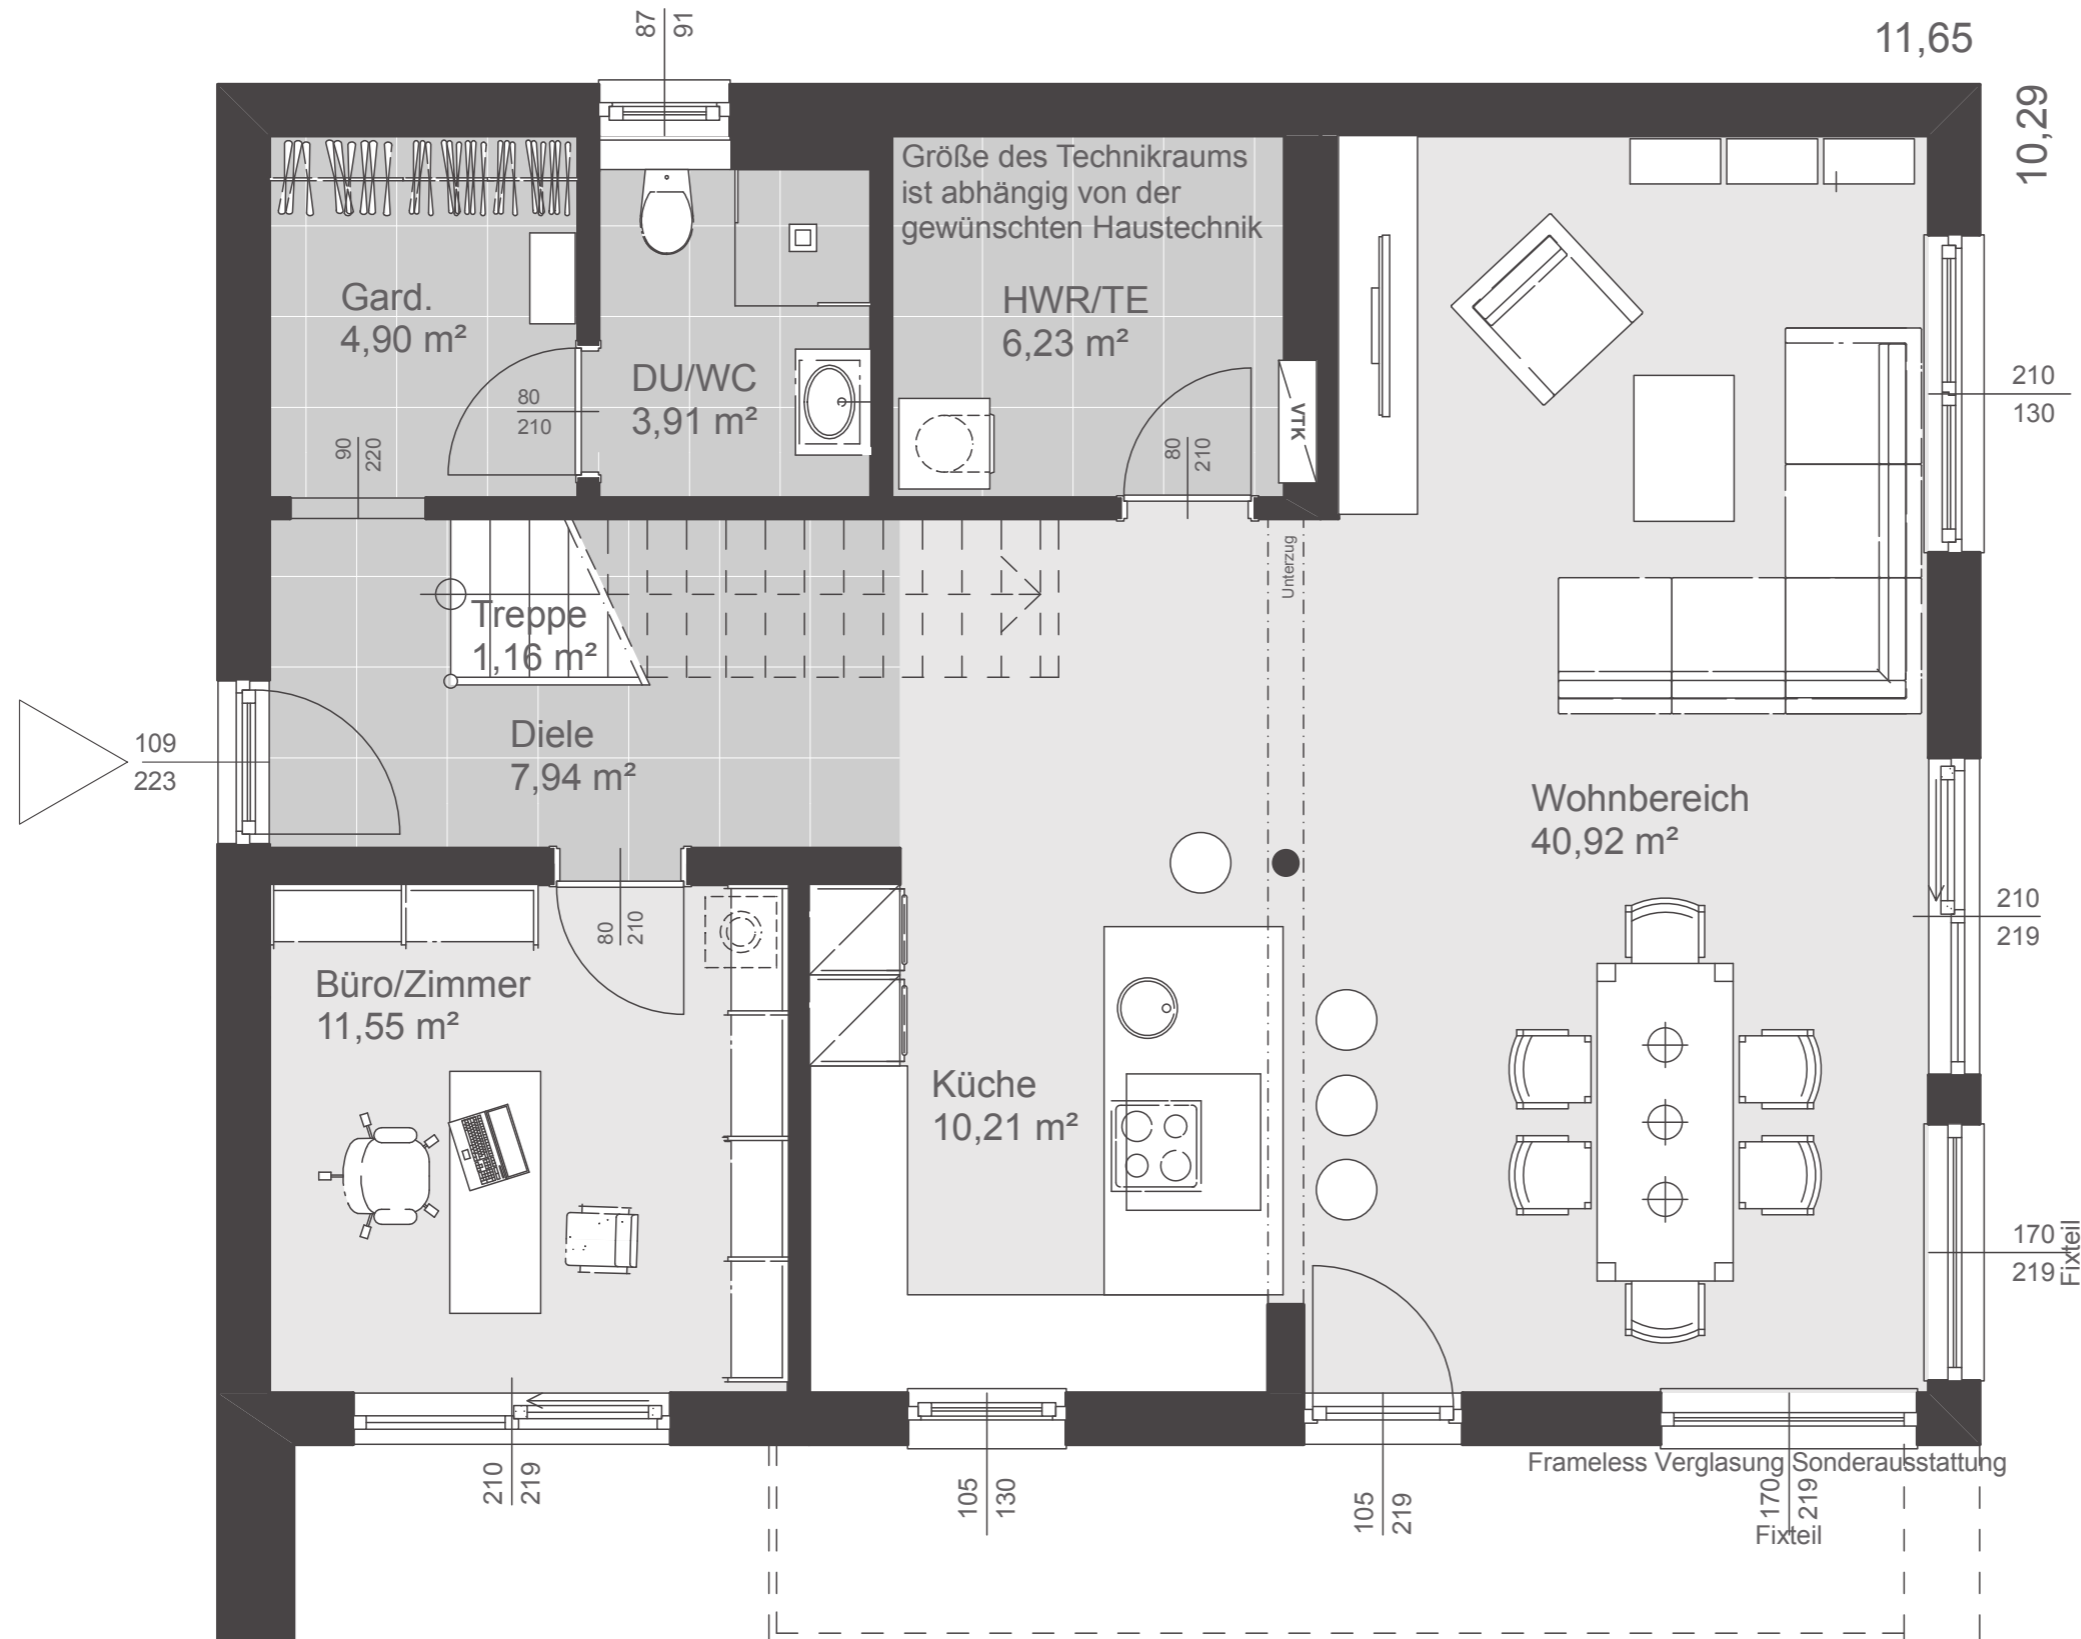 87
91
11,65
10,29
Größe des Technikraums
ist abhängig von der
gewünschten Haustechnik
Gard.
4,90 m²
HWR/TE
6,23 m²
DU/WC
3,91 m²
80
210
90
220
80
210
VTK
210
130
Unterzug
Treppe
1,16 m²
Diele
7,94 m²
109
223
Wohnbereich
40,92 m²
80
210
210
219
Büro/Zimmer
11,55 m²
Küche
10,21 m²
170
219
Fixteil
210
219
105
130
105
219
Frameless Verglasung Sonderausstattung
170
219
Fixteil